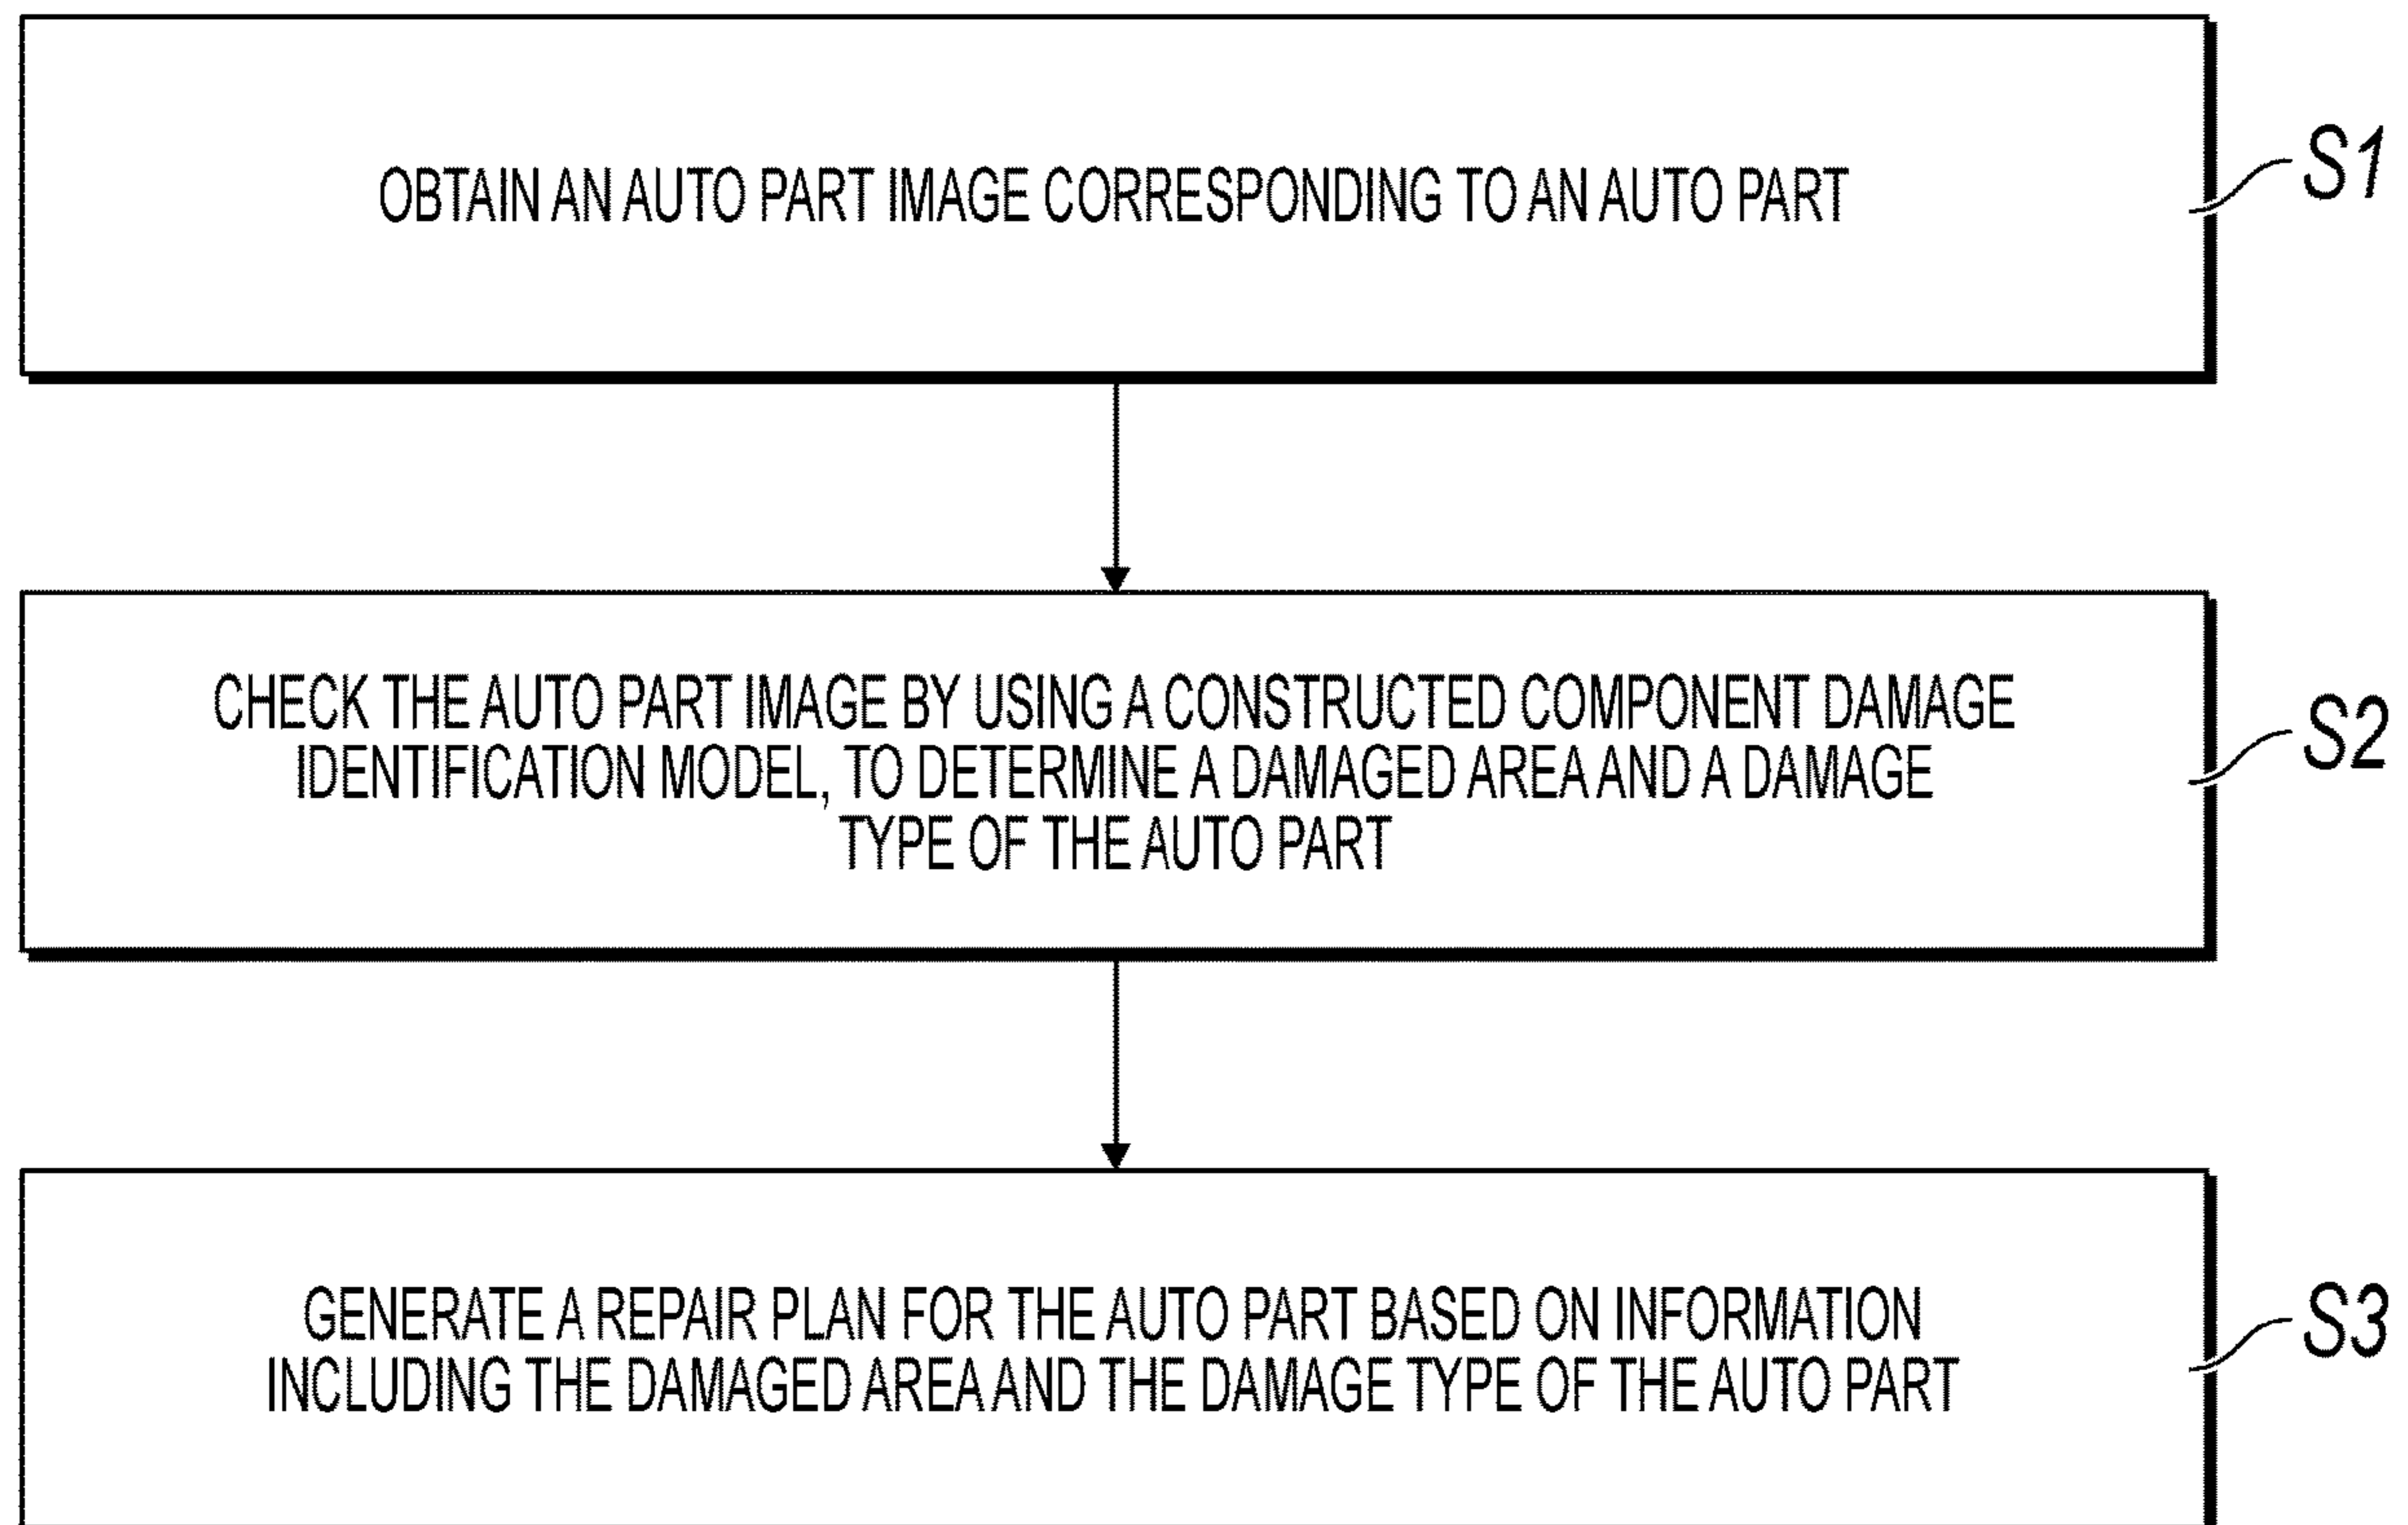 OBTAIN AN AUTO PART IMAGE CORRESPONDING TO AN AUTO PART
S1
CHECK THE AUTO PART IMAGE BY USING A CONSTRUCTED COMPONENT DAMAGE
IDENTIFICATION MODEL, TO DETERMINE A DAMAGED AREA AND A DAMAGE
TYPE OF THE AUTO PART
S2
GENERATE A REPAIR PLAN FOR THE AUTO PART BASED ON INFORMATION
INCLUDING THE DAMAGED AREA AND THE DAMAGE TYPE OF THE AUTO PART
S3